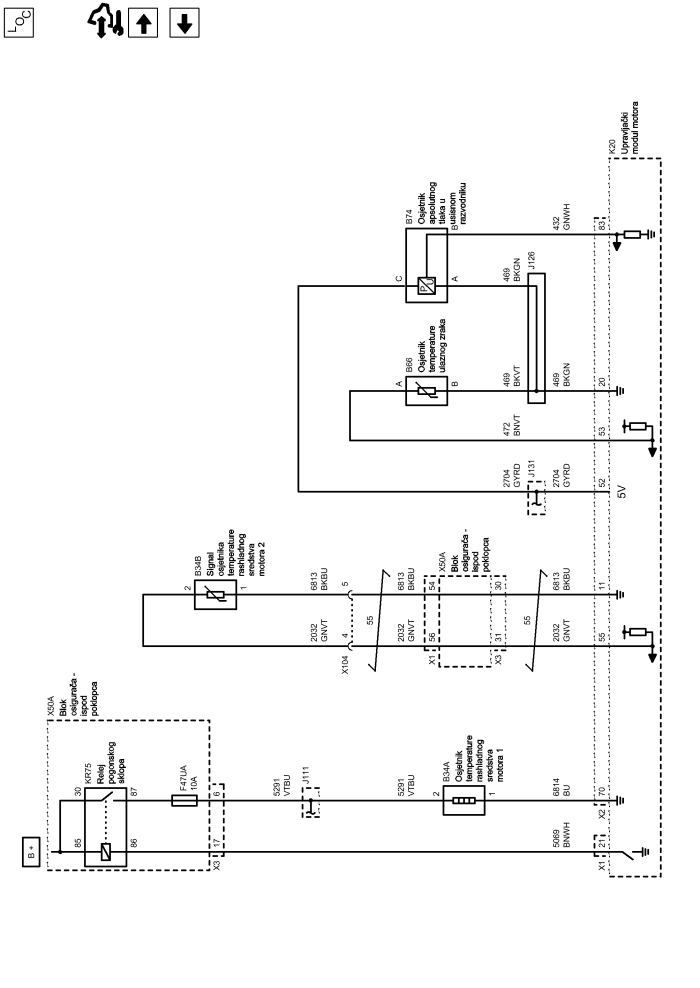 LOC
B +
X50A
Blok
osigurača -
ispod
poklopca
KR75
Relej
pogonskog
sklopa
30
87
85
86
F47UA
10A
6
17
X3
5291
VTBU
J111
5291
VTBU
B34A
Osjetnik
temperature
rashladnog
sredstva
motora 1
2
1
6814
BU
5069
BNWH
70
X2
21
X1
B34B
Signal
osjetnika
temperature
rashladnog
sredstva
motora 2
2
1
6813
BKBU
5
2032
GNVT
4
X104
55
6813
BKBU
2032
GNVT
54
56
X1
X50A
Blok
osigurača -
ispod
poklopca
30
31
X3
55
6813
BKBU
2032
GNVT
11
55
B74
Osjetnik
apsolutnog
tlaka u
usisnom
razvodniku
P
U
C
A
B
B66
Osjetnik
temperature
ulaznog zraka
A
B
432
GNWH
469
BKGN
J126
469
BKVT
469
BKGN
472
BNVT
2704
GYRD
J131
2704
GYRD
83
20
53
52
5V
K20
Upravljački
modul motora